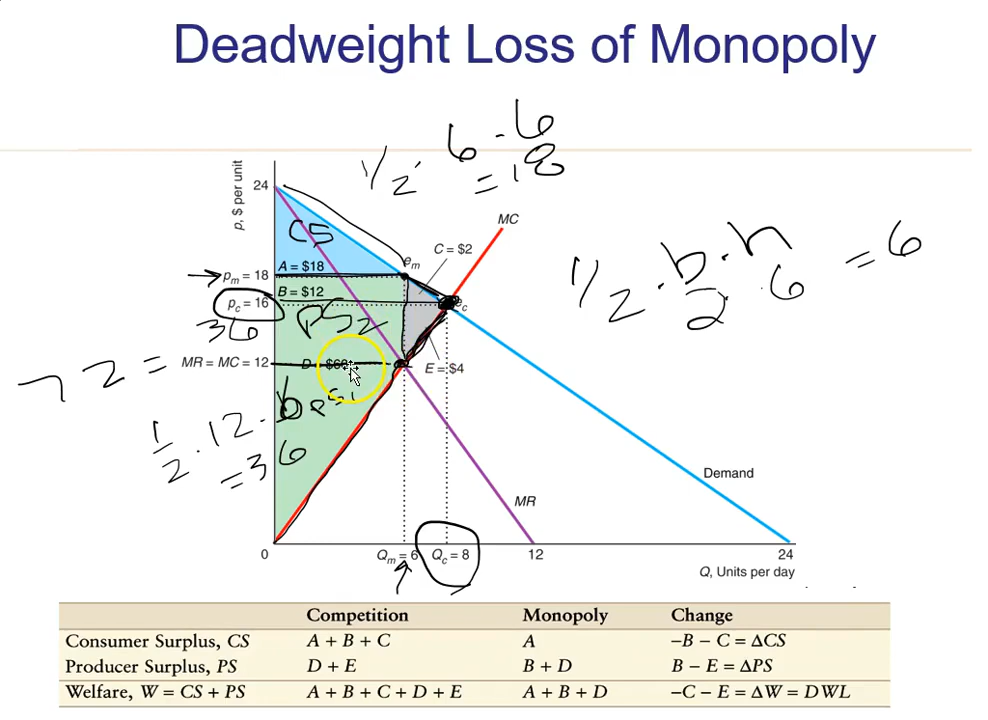 Deadweight Loss of Monopoly
1/2 · 6 · 6
= 18
p, $ per unit
24
MC
CS
C = $2
1/2 · b · h = 6
2 · 6
A = $18
e_m
p_m = 18
B = $12
p_c = 16
e_c
36
PS2
MR = MC = 12
E = $4
72 =
PS1
1/2 · 12 · 6
= 36
Demand
MR
0
Q_m = 6
Q_c = 8
12
24
Q, Units per day
Competition Monopoly Change
Consumer Surplus, CS A + B + C A –B – C = ΔCS
Producer Surplus, PS D + E B + D B – E = ΔPS
Welfare, W = CS + PS A + B + C + D + E A + B + D –C – E = ΔW = DWL